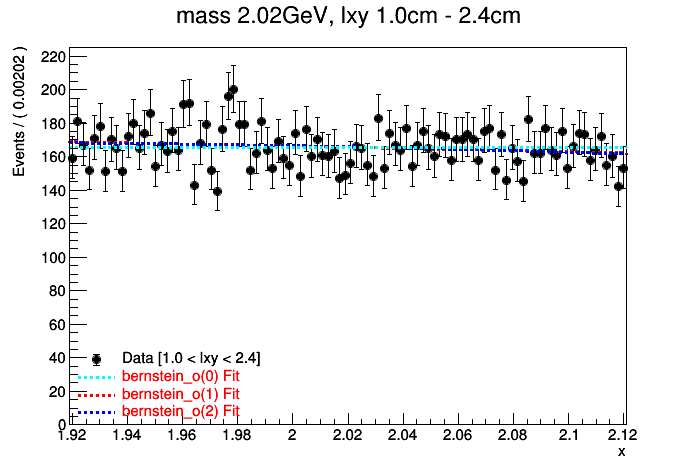 mass 2.02GeV, lxy 1.0cm - 2.4cm
Events / ( 0.00202 )
220
200
180
160
140
120
100
80
60
40
20
0
Data [1.0 < lxy < 2.4]
bernstein_o(0) Fit
bernstein_o(1) Fit
bernstein_o(2) Fit
1.92 1.94 1.96 1.98 2 2.02 2.04 2.06 2.08 2.1 2.12
x